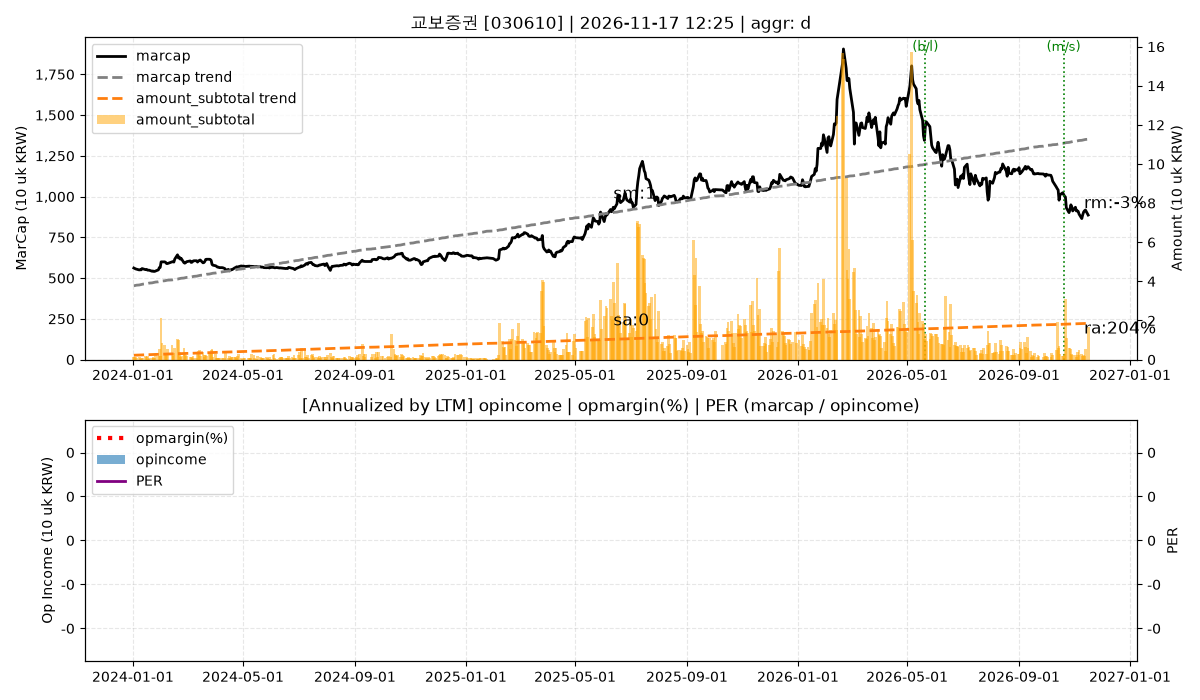 교보증권 [030610] | 2026-11-17 12:25 | aggr: d
marcap
marcap trend
amount_subtotal trend
amount_subtotal
(b/l)
(m/s)
MarCap (10 uk KRW)
1,750
1,500
1,250
1,000
750
500
250
0
Amount (10 uk KRW)
16
14
12
10
8
6
4
2
0
sm:1
sa:0
rm:-3%
ra:204%
2024-01-01 2024-05-01 2024-09-01 2025-01-01 2025-05-01 2025-09-01 2026-01-01 2026-05-01 2026-09-01 2027-01-01
[Annualized by LTM] opincome | opmargin(%) | PER (marcap / opincome)
opmargin(%)
opincome
PER
Op Income (10 uk KRW)
0
0
0
-0
-0
PER
0
0
0
-0
-0
2024-01-01 2024-05-01 2024-09-01 2025-01-01 2025-05-01 2025-09-01 2026-01-01 2026-05-01 2026-09-01 2027-01-01